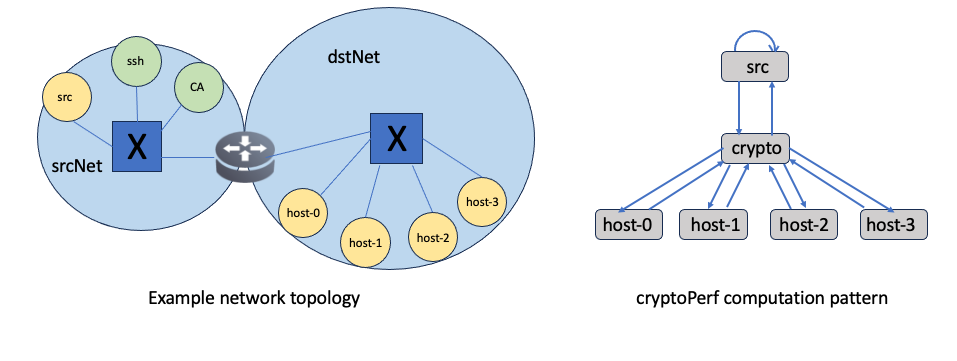 dstNet
ssh
src
CA
X
X
srcNet
host-0
host-1
host-2
host-3
Example network topology
src
crypto
host-0
host-1
host-2
host-3
cryptoPerf computation pattern